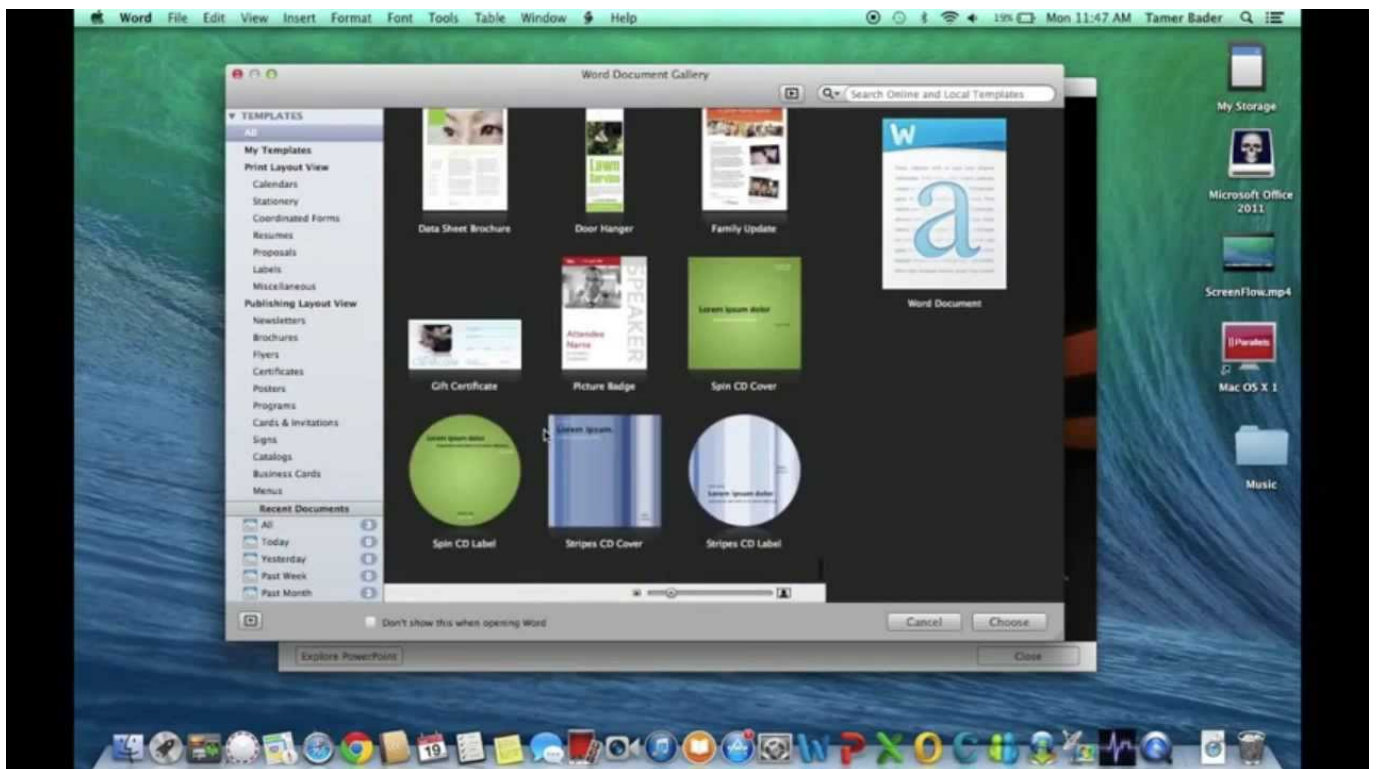 Word File Edit View Insert Format Font Tools Table Window Help 19% Mon 11:47 AM Tamer Bader
Word Document Gallery
Search Online and Local Templates
TEMPLATES
All
My Templates
Print Layout View
Calendars
Stationery
Coordinated Forms
Resumes
Proposals
Labels
Miscellaneous
Publishing Layout View
Newsletters
Brochures
Flyers
Certificates
Posters
Programs
Cards & Invitations
Signs
Catalogs
Business Cards
Menus
Recent Documents
All
Today
Yesterday
Past Week
Past Month
Lawn
Service
Data Sheet Brochure
Door Hanger
Family Update
SPEAKER
Attendee
Name
Lorem ipsum dolor
Gift Certificate
Picture Badge
Spin CD Cover
Lorem ipsum dolor
Lorem ipsum
Lorem ipsum dolor
Spin CD Label
Stripes CD Cover
Stripes CD Label
W
a
Word Document
Don't show this when opening Word
Cancel
Choose
Explore PowerPoint
Close
My Storage
Microsoft Office
2011
ScreenFlow.mp4
Parallels
Mac OS X 1
Music
19
W P X O C